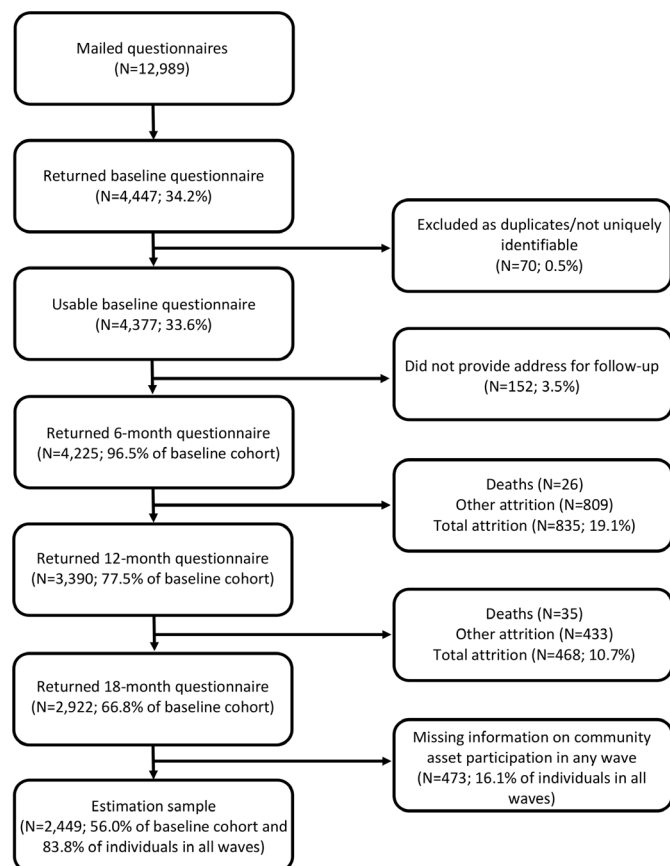 Mailed questionnaires
(N=12,989)
Returned baseline questionnaire
(N=4,447; 34.2%)
Excluded as duplicates/not uniquely
identifiable
(N=70; 0.5%)
Usable baseline questionnaire
(N=4,377; 33.6%)
Did not provide address for follow-up
(N=152; 3.5%)
Returned 6-month questionnaire
(N=4,225; 96.5% of baseline cohort)
Deaths (N=26)
Other attrition (N=809)
Total attrition (N=835; 19.1%)
Returned 12-month questionnaire
(N=3,390; 77.5% of baseline cohort)
Deaths (N=35)
Other attrition (N=433)
Total attrition (N=468; 10.7%)
Returned 18-month questionnaire
(N=2,922; 66.8% of baseline cohort)
Missing information on community
asset participation in any wave
(N=473; 16.1% of individuals in all
waves)
Estimation sample
(N=2,449; 56.0% of baseline cohort and
83.8% of individuals in all waves)